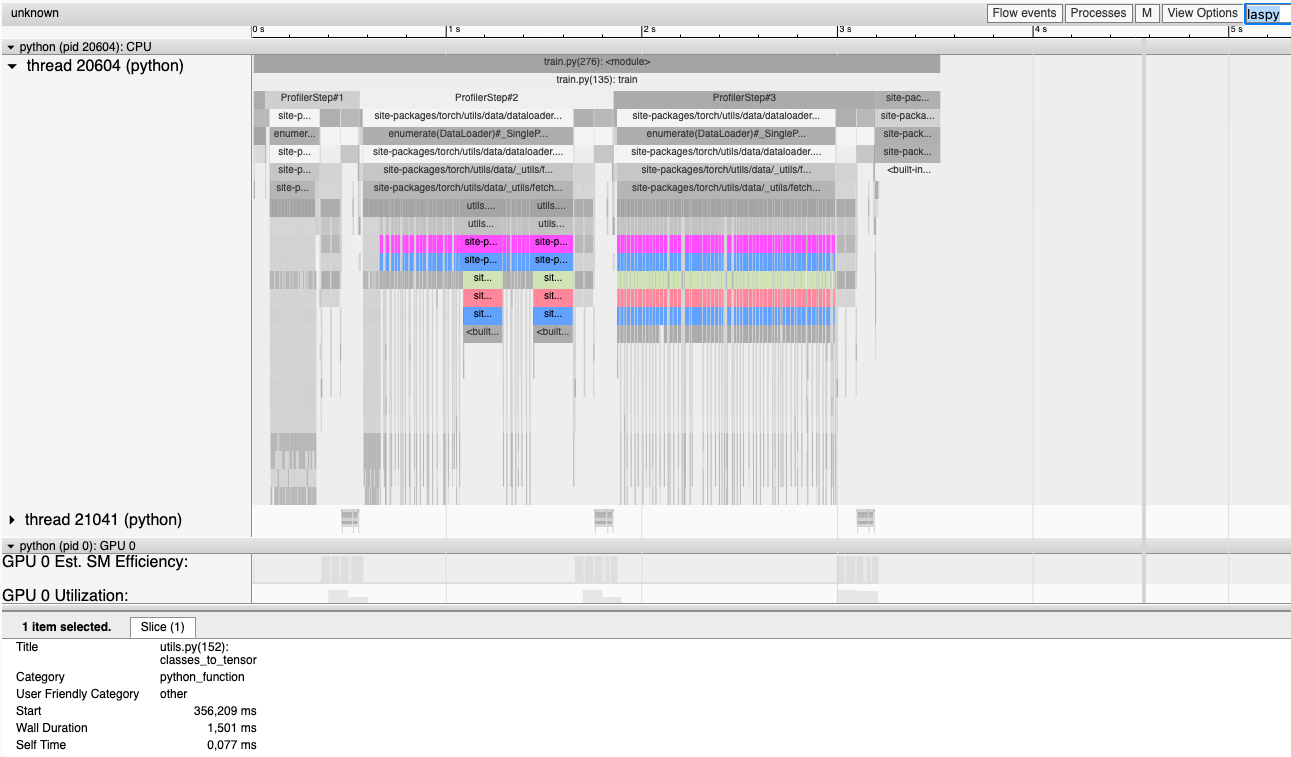 unknown
Flow events Processes M View Options laspy
0 s 1 s 2 s 3 s 4 s 5 s
python (pid 20604): CPU
thread 20604 (python)
train.py(276): <module>
train.py(135): train
ProfilerStep#1 ProfilerStep#2 ProfilerStep#3 site-pac...
site-p... site-packages/torch/utils/data/dataloader... site-packages/torch/utils/data/dataloader... site-packa...
enumer... enumerate(DataLoader)#_SingleP... enumerate(DataLoader)#_SingleP... site-pack...
site-p... site-packages/torch/utils/data/dataloader.... site-packages/torch/utils/data/dataloader.... site-pack...
site-p... site-packages/torch/utils/data/_utils/f... site-packages/torch/utils/data/_utils/f... <built-in...
site-p... site-packages/torch/utils/data/_utils/fetch... site-packages/torch/utils/data/_utils/fetch...
utils.... utils....
utils... utils...
site-p... site-p...
site-p... site-p...
sit... sit...
sit... sit...
sit... sit...
<built... <built...
thread 21041 (python)
python (pid 0): GPU 0
GPU 0 Est. SM Efficiency:
GPU 0 Utilization:
1 item selected. Slice (1)
Title utils.py(152):
classes_to_tensor
Category python_function
User Friendly Category other
Start 356,209 ms
Wall Duration 1,501 ms
Self Time 0,077 ms